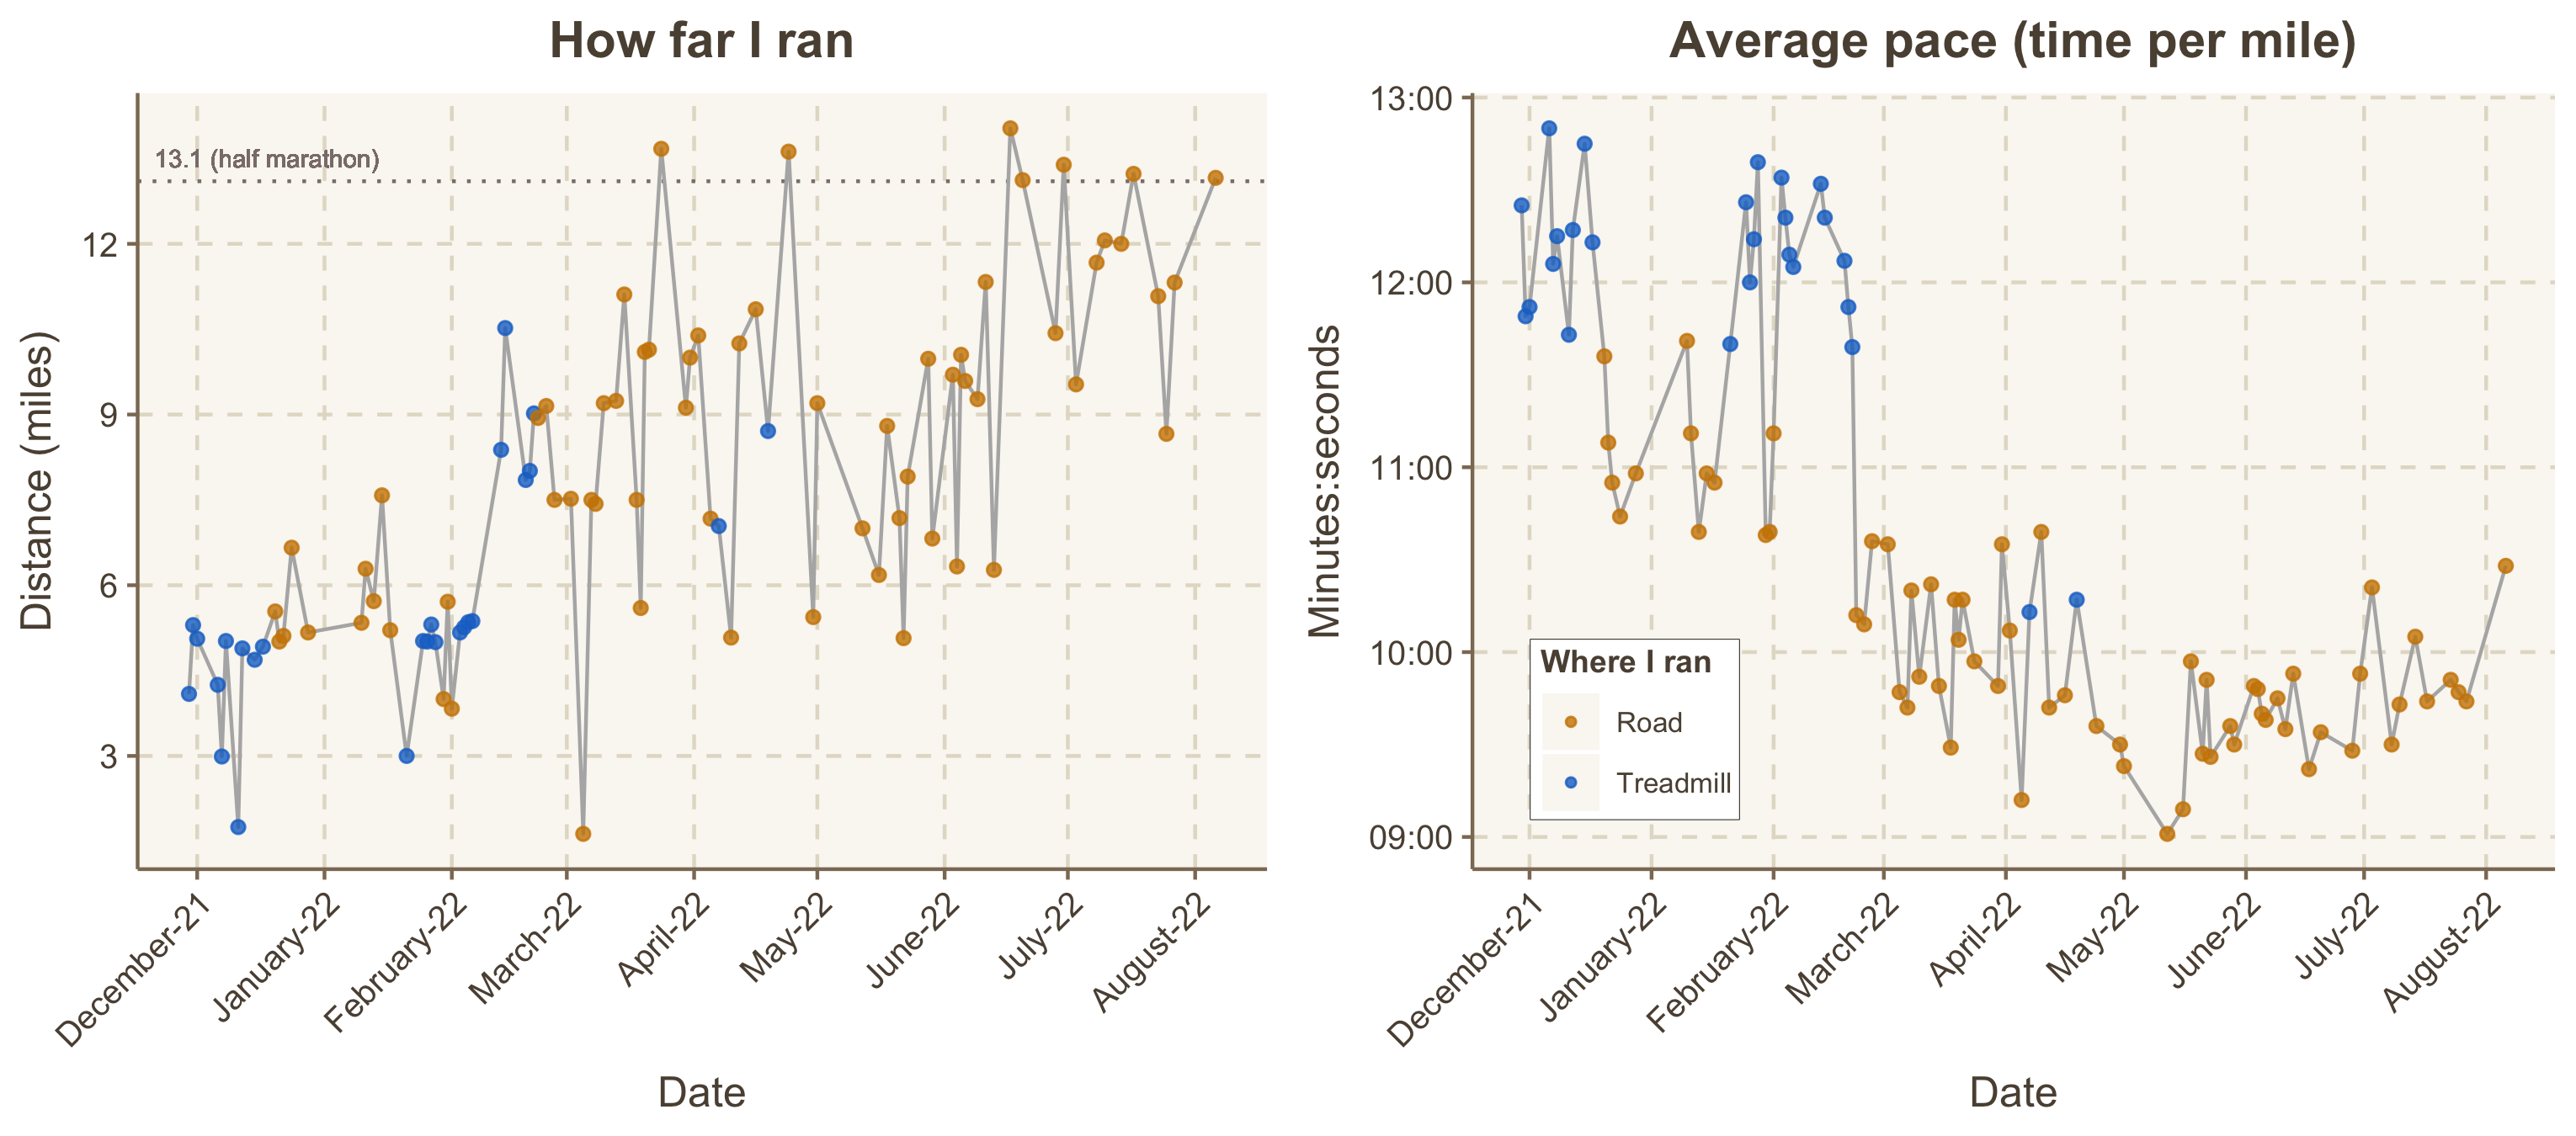 How far I ran
13.1 (half marathon)
12
9
6
3
Distance (miles)
December-21
January-22
February-22
March-22
April-22
May-22
June-22
July-22
August-22
Date
Average pace (time per mile)
13:00
12:00
11:00
10:00
09:00
Minutes:seconds
Where I ran
Road
Treadmill
December-21
January-22
February-22
March-22
April-22
May-22
June-22
July-22
August-22
Date